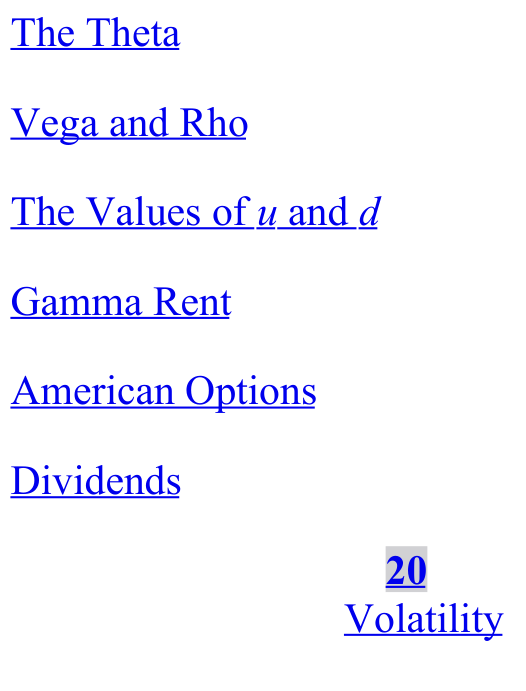 The Theta
Vega and Rho
The Values of u and d
Gamma Rent
American Options
Dividends
20
Volatility